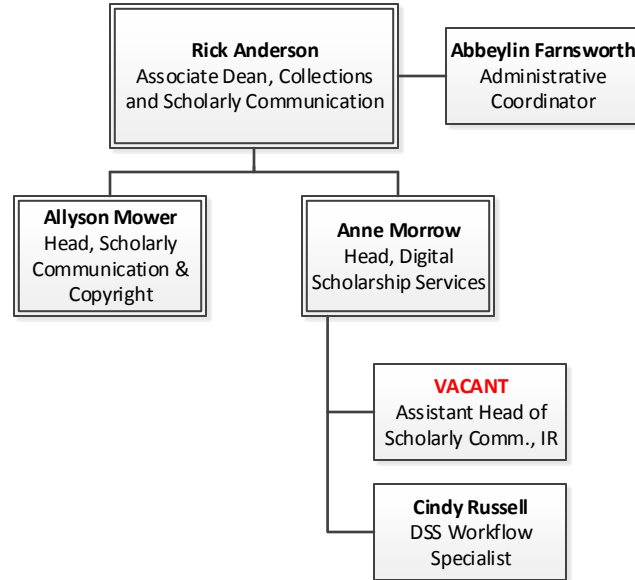 Rick Anderson
Associate Dean, Collections
and Scholarly Communication
Abbeylin Farnsworth
Administrative
Coordinator
Allyson Mower
Head, Scholarly
Communication &
Copyright
Anne Morrow
Head, Digital
Scholarship Services
VACANT
Assistant Head of
Scholarly Comm., IR
Cindy Russell
DSS Workflow
Specialist